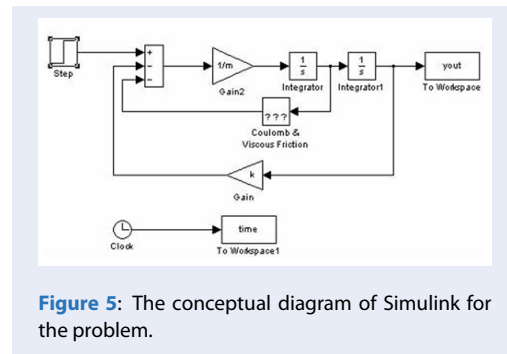 Step
+
−
−
1/m
Gain2
1
s
Integrator
1
s
Integrator1
yout
To Workspace
???
Coulomb &
Viscous Friction
k
Gain
Clock
time
To Workspace1
Figure 5: The conceptual diagram of Simulink for
the problem.